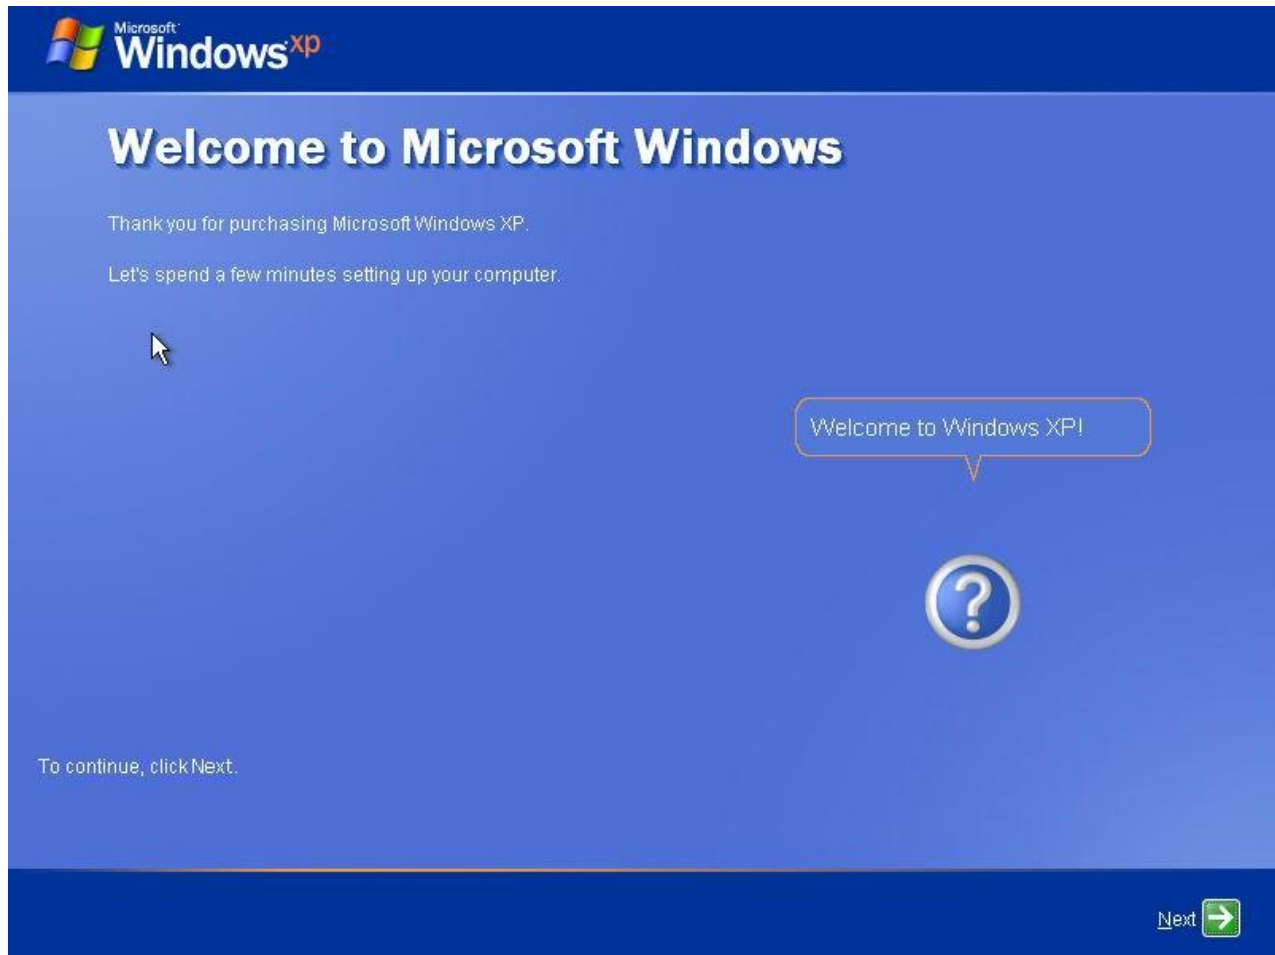 Microsoft
Windows xp
Welcome to Microsoft Windows
Thank you for purchasing Microsoft Windows XP.
Let's spend a few minutes setting up your computer.
Welcome to Windows XP!
?
To continue, click Next.
Next